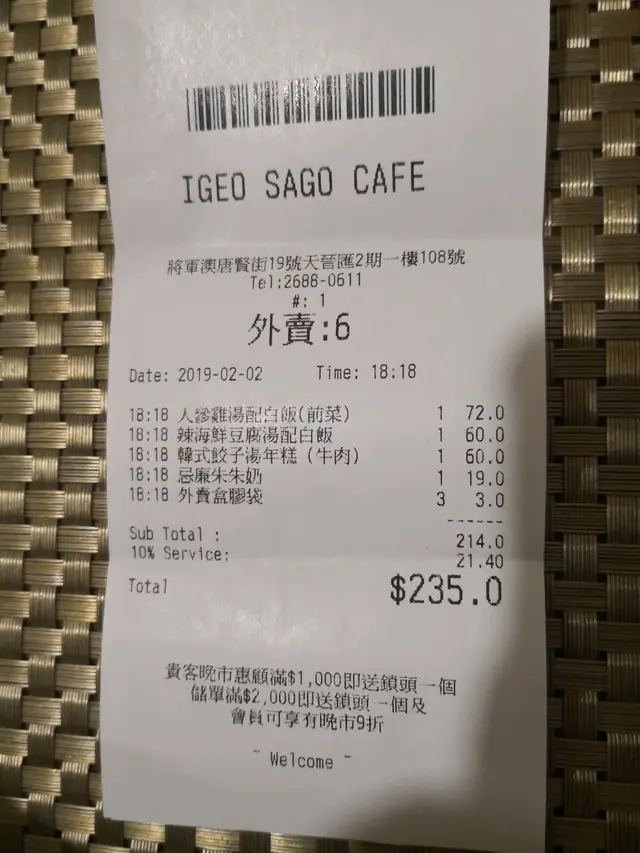 IGEO SAGO CAFE
將軍澳唐賢街19號天晉匯2期一樓108號
Tel:2688-0611
#: 1
外賣:6
Date: 2019-02-02 Time: 18:18
18:18 人參雞湯配白飯(前菜) 1 72.0
18:18 辣海鮮豆腐湯配白飯 1 60.0
18:18 韓式餃子湯年糕 (牛肉) 1 60.0
18:18 忌廉朱朱奶 1 19.0
18:18 外賣盒膠袋 3 3.0
------
Sub Total : 214.0
10% Service: 21.40
Total $235.0
貴客晚市惠顧滿$1,000即送鎖頭一個
儲單滿$2,000即送鎖頭一個及
會員可享有晚市9折
~ Welcome ~